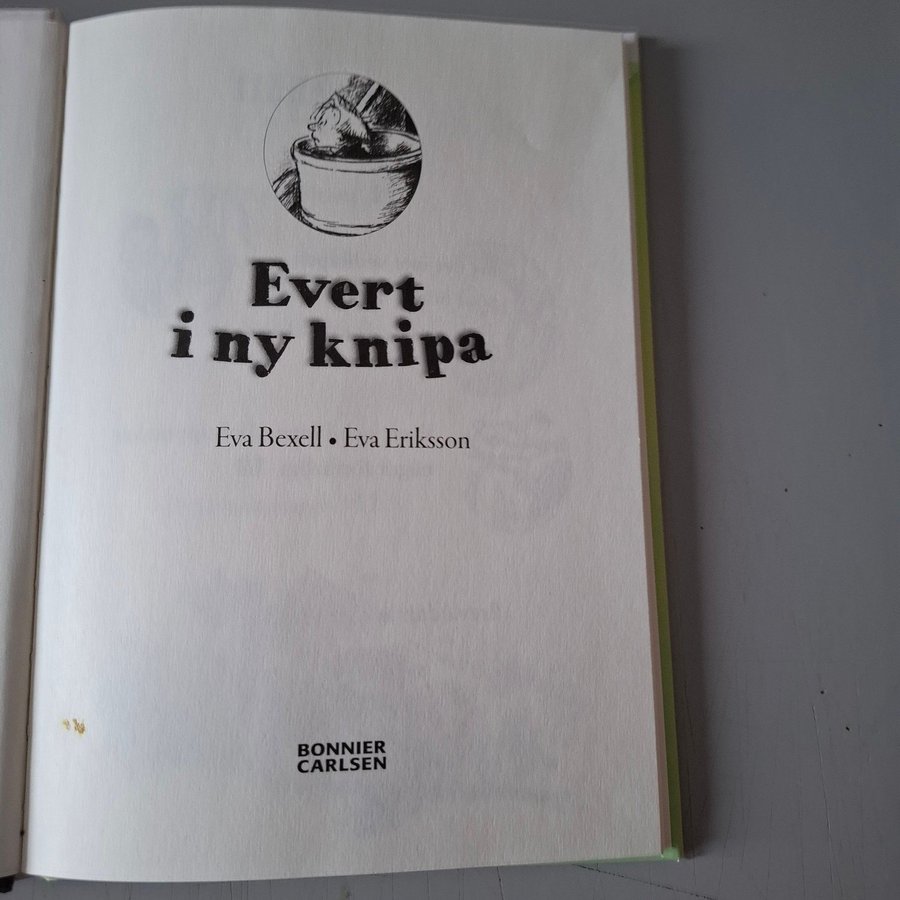 Evert
i ny knipa
Eva Bexell • Eva Eriksson
BONNIER
CARLSEN